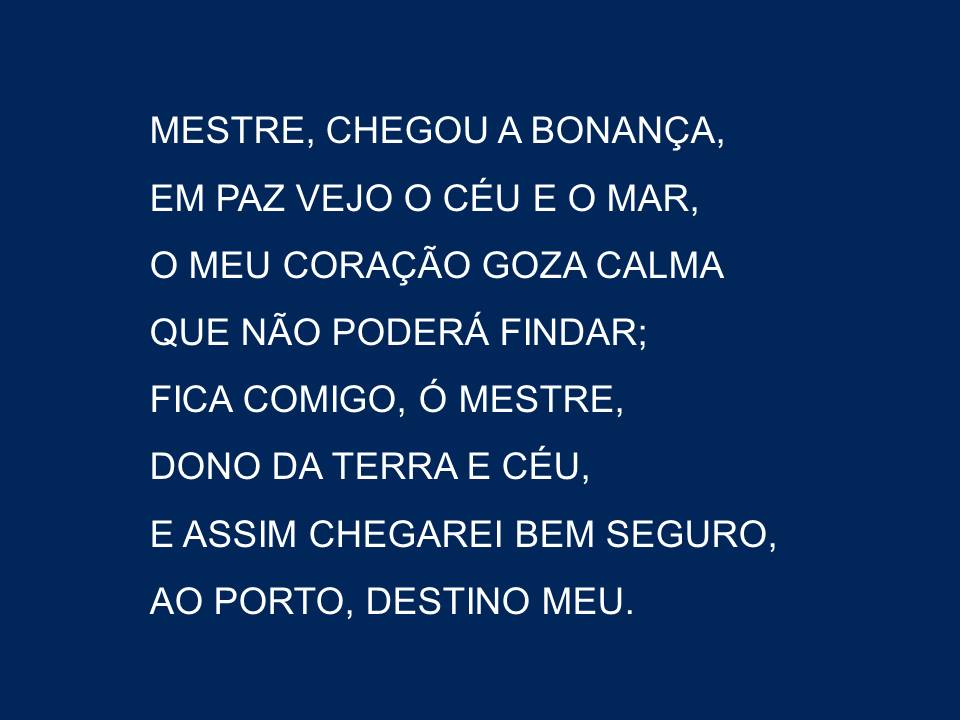 MESTRE, CHEGOU A BONANÇA,
EM PAZ VEJO O CÉU E O MAR,
O MEU CORAÇÃO GOZA CALMA
QUE NÃO PODERÁ FINDAR;
FICA COMIGO, Ó MESTRE,
DONO DA TERRA E CÉU,
E ASSIM CHEGAREI BEM SEGURO,
AO PORTO, DESTINO MEU.